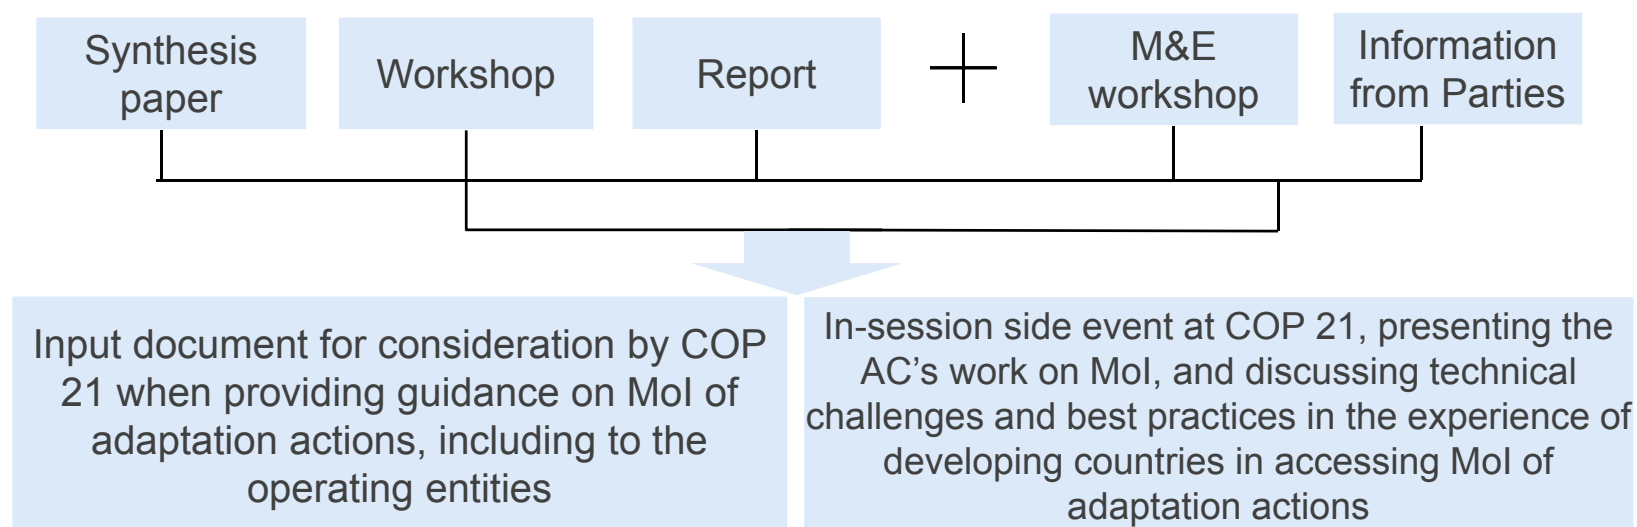 Synthesis
paper
Workshop
Report
M&E
workshop
Information
from Parties
Input document for consideration by COP
21 when providing guidance on MoI of
adaptation actions, including to the
operating entities
In-session side event at COP 21, presenting the
AC's work on MoI, and discussing technical
challenges and best practices in the experience of
developing countries in accessing MoI of
adaptation actions